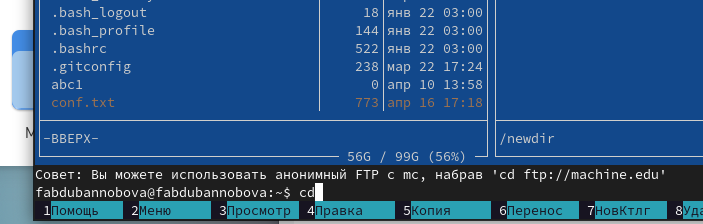 .bash_logout 18 янв 22 03:00
.bash_profile 144 янв 22 03:00
.bashrc 522 янв 22 03:00
.gitconfig 238 мар 22 17:24
abc1 0 апр 10 13:58
conf.txt 773 апр 16 17:18
-ВВЕРХ- /newdir
56G / 99G (56%)
Совет: Вы можете использовать анонимный FTP с mc, набрав 'cd ftp://machine.edu'
fabdubannobova@fabdubannobova:~$ cd
1Помощь 2Меню 3Просмотр 4Правка 5Копия 6Перенос 7НовКтлг 8Уда